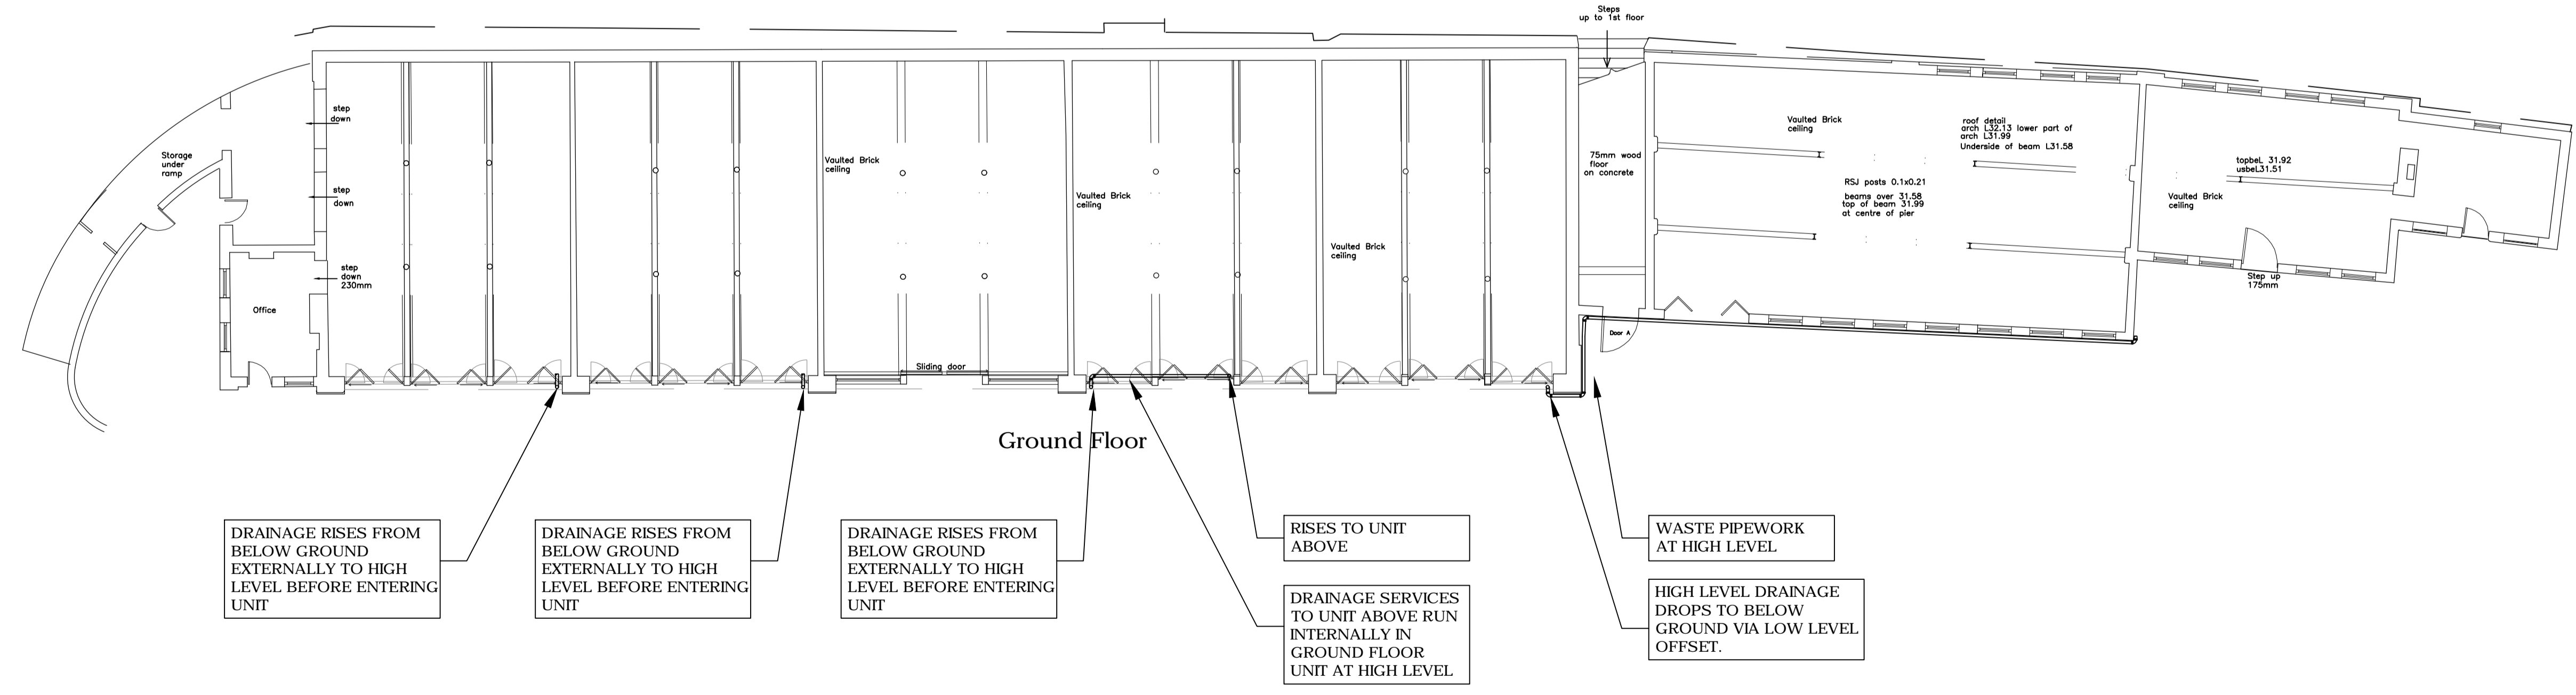 Steps
up to 1st floor
step
down
Storage
under
ramp
step
down
step
down
230mm
Office
Vaulted Brick
ceiling
Vaulted Brick
ceiling
Vaulted Brick
ceiling
Sliding door
75mm wood
floor
on concrete
Door A
Vaulted Brick
ceiling
roof detail
arch L32.13 lower part of
arch L31.99
Underside of beam L31.58
RSJ posts 0.1x0.21
beams over 31.58
top of beam 31.99
at centre of pier
topbeL 31.92
usbeL31.51
Vaulted Brick
ceiling
Step up
175mm
Ground Floor
DRAINAGE RISES FROM
BELOW GROUND
EXTERNALLY TO HIGH
LEVEL BEFORE ENTERING
UNIT
DRAINAGE RISES FROM
BELOW GROUND
EXTERNALLY TO HIGH
LEVEL BEFORE ENTERING
UNIT
DRAINAGE RISES FROM
BELOW GROUND
EXTERNALLY TO HIGH
LEVEL BEFORE ENTERING
UNIT
RISES TO UNIT
ABOVE
DRAINAGE SERVICES
TO UNIT ABOVE RUN
INTERNALLY IN
GROUND FLOOR
UNIT AT HIGH LEVEL
WASTE PIPEWORK
AT HIGH LEVEL
HIGH LEVEL DRAINAGE
DROPS TO BELOW
GROUND VIA LOW LEVEL
OFFSET.